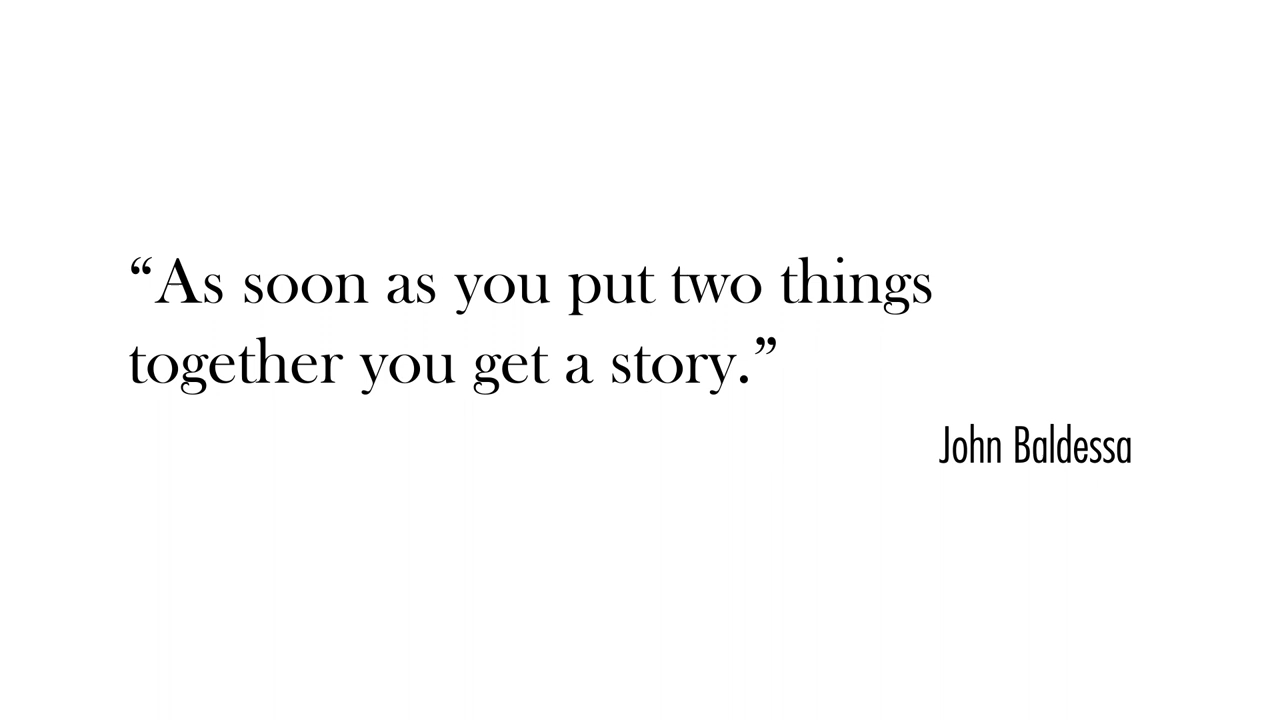 “As soon as you put two things
together you get a story.”
John Baldessa